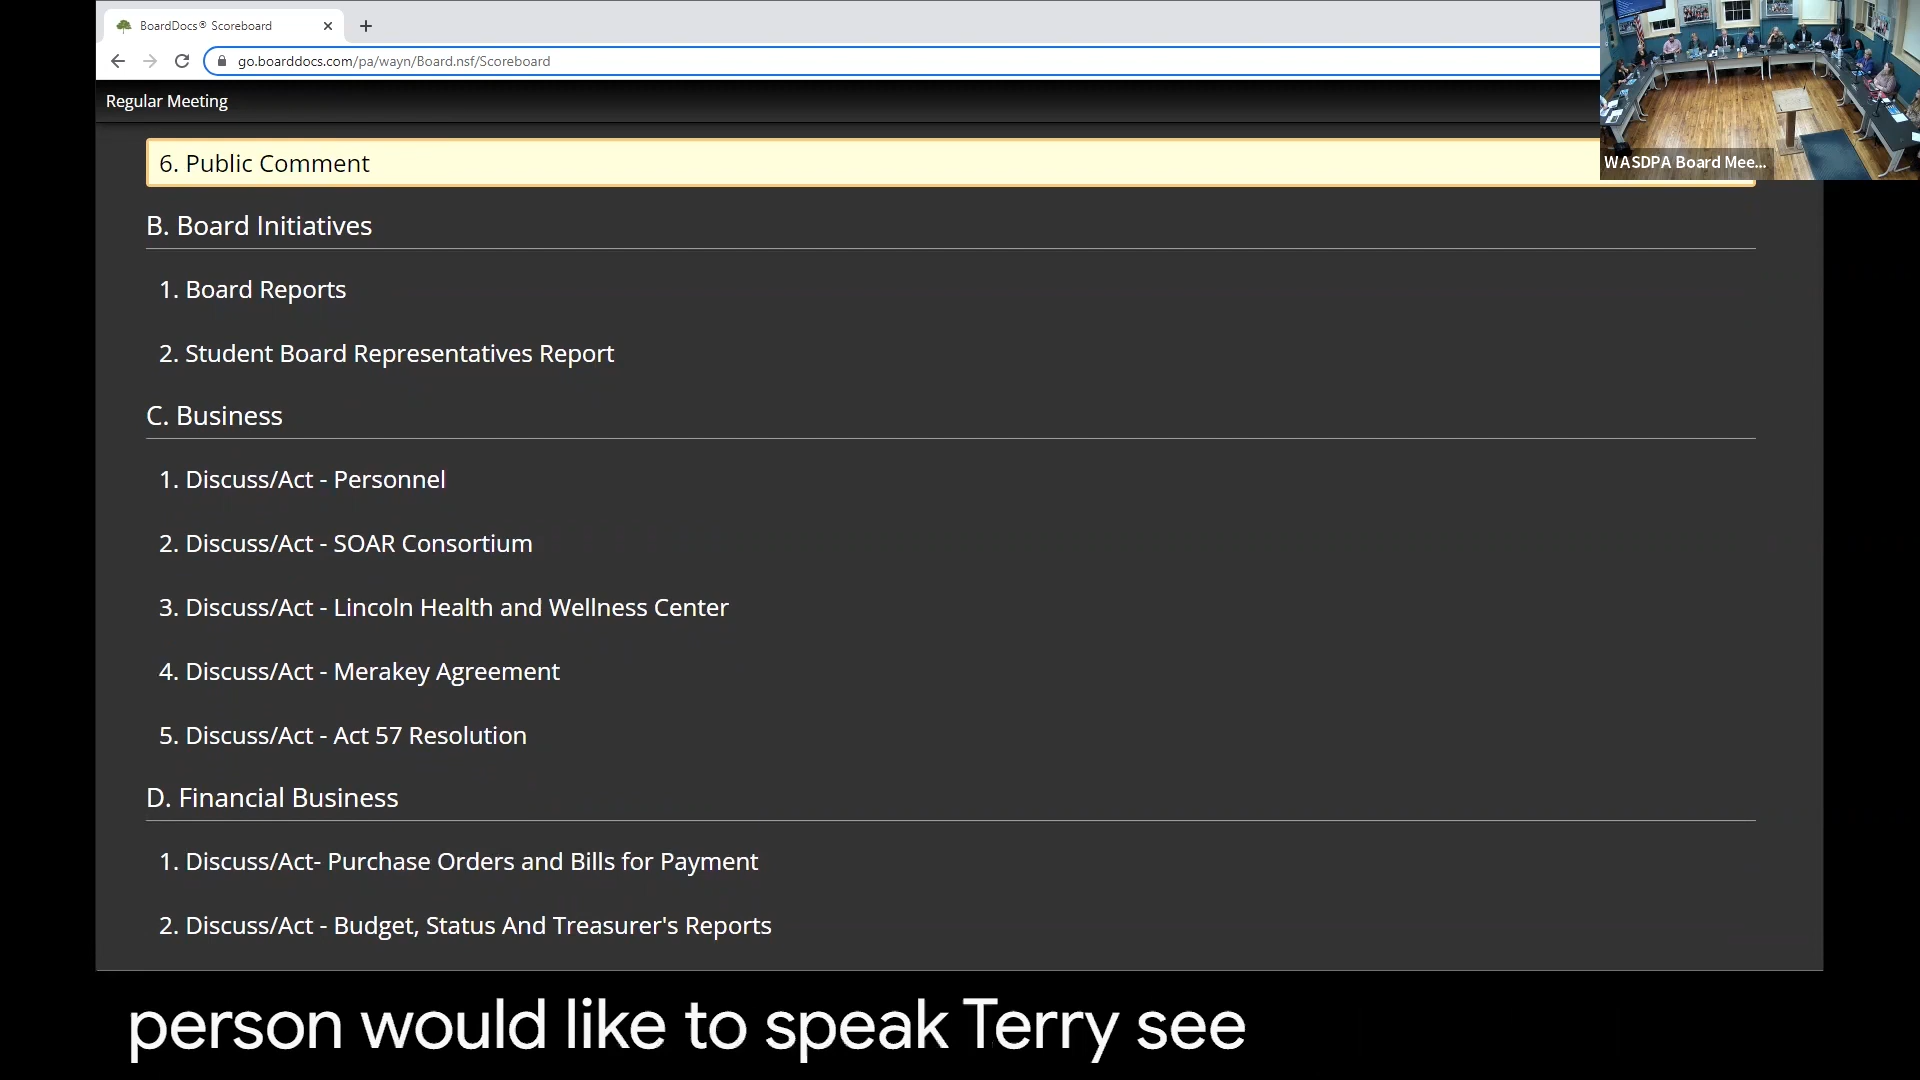 BoardDocs® Scoreboard
go.boarddocs.com/pa/wayn/Board.nsf/Scoreboard
Regular Meeting
WASDPA Board Mee...
6. Public Comment
B. Board Initiatives
1. Board Reports
2. Student Board Representatives Report
C. Business
1. Discuss/Act - Personnel
2. Discuss/Act - SOAR Consortium
3. Discuss/Act - Lincoln Health and Wellness Center
4. Discuss/Act - Merakey Agreement
5. Discuss/Act - Act 57 Resolution
D. Financial Business
1. Discuss/Act- Purchase Orders and Bills for Payment
2. Discuss/Act - Budget, Status And Treasurer's Reports
person would like to speak Terry see